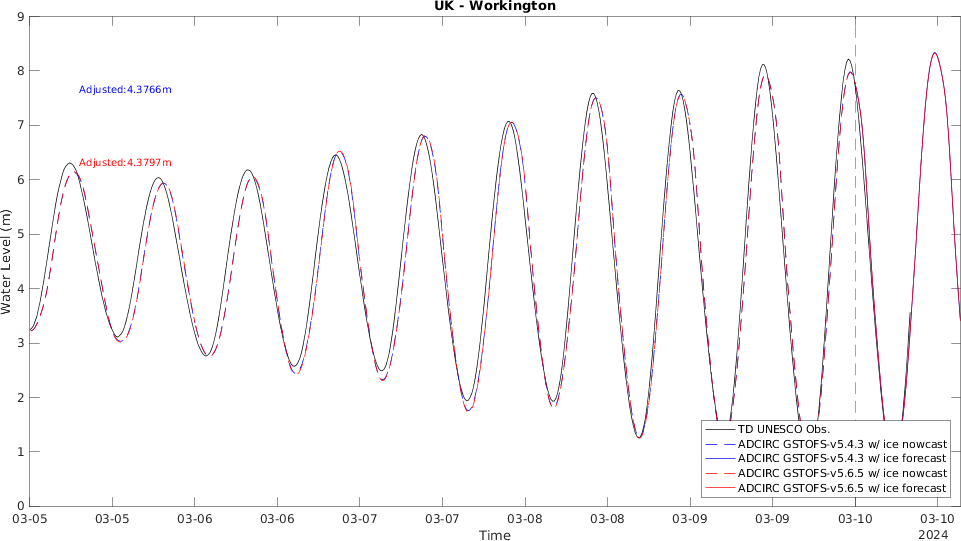 UK - Workington
9
8
7
6
5
4
3
2
1
0
Water Level (m)
Adjusted:4.3766m
Adjusted:4.3797m
TD UNESCO Obs.
ADCIRC GSTOFS-v5.4.3 w/ ice nowcast
ADCIRC GSTOFS-v5.4.3 w/ ice forecast
ADCIRC GSTOFS-v5.6.5 w/ ice nowcast
ADCIRC GSTOFS-v5.6.5 w/ ice forecast
03-05 03-05 03-06 03-06 03-07 03-07 03-08 03-08 03-09 03-09 03-10 03-10
Time
2024